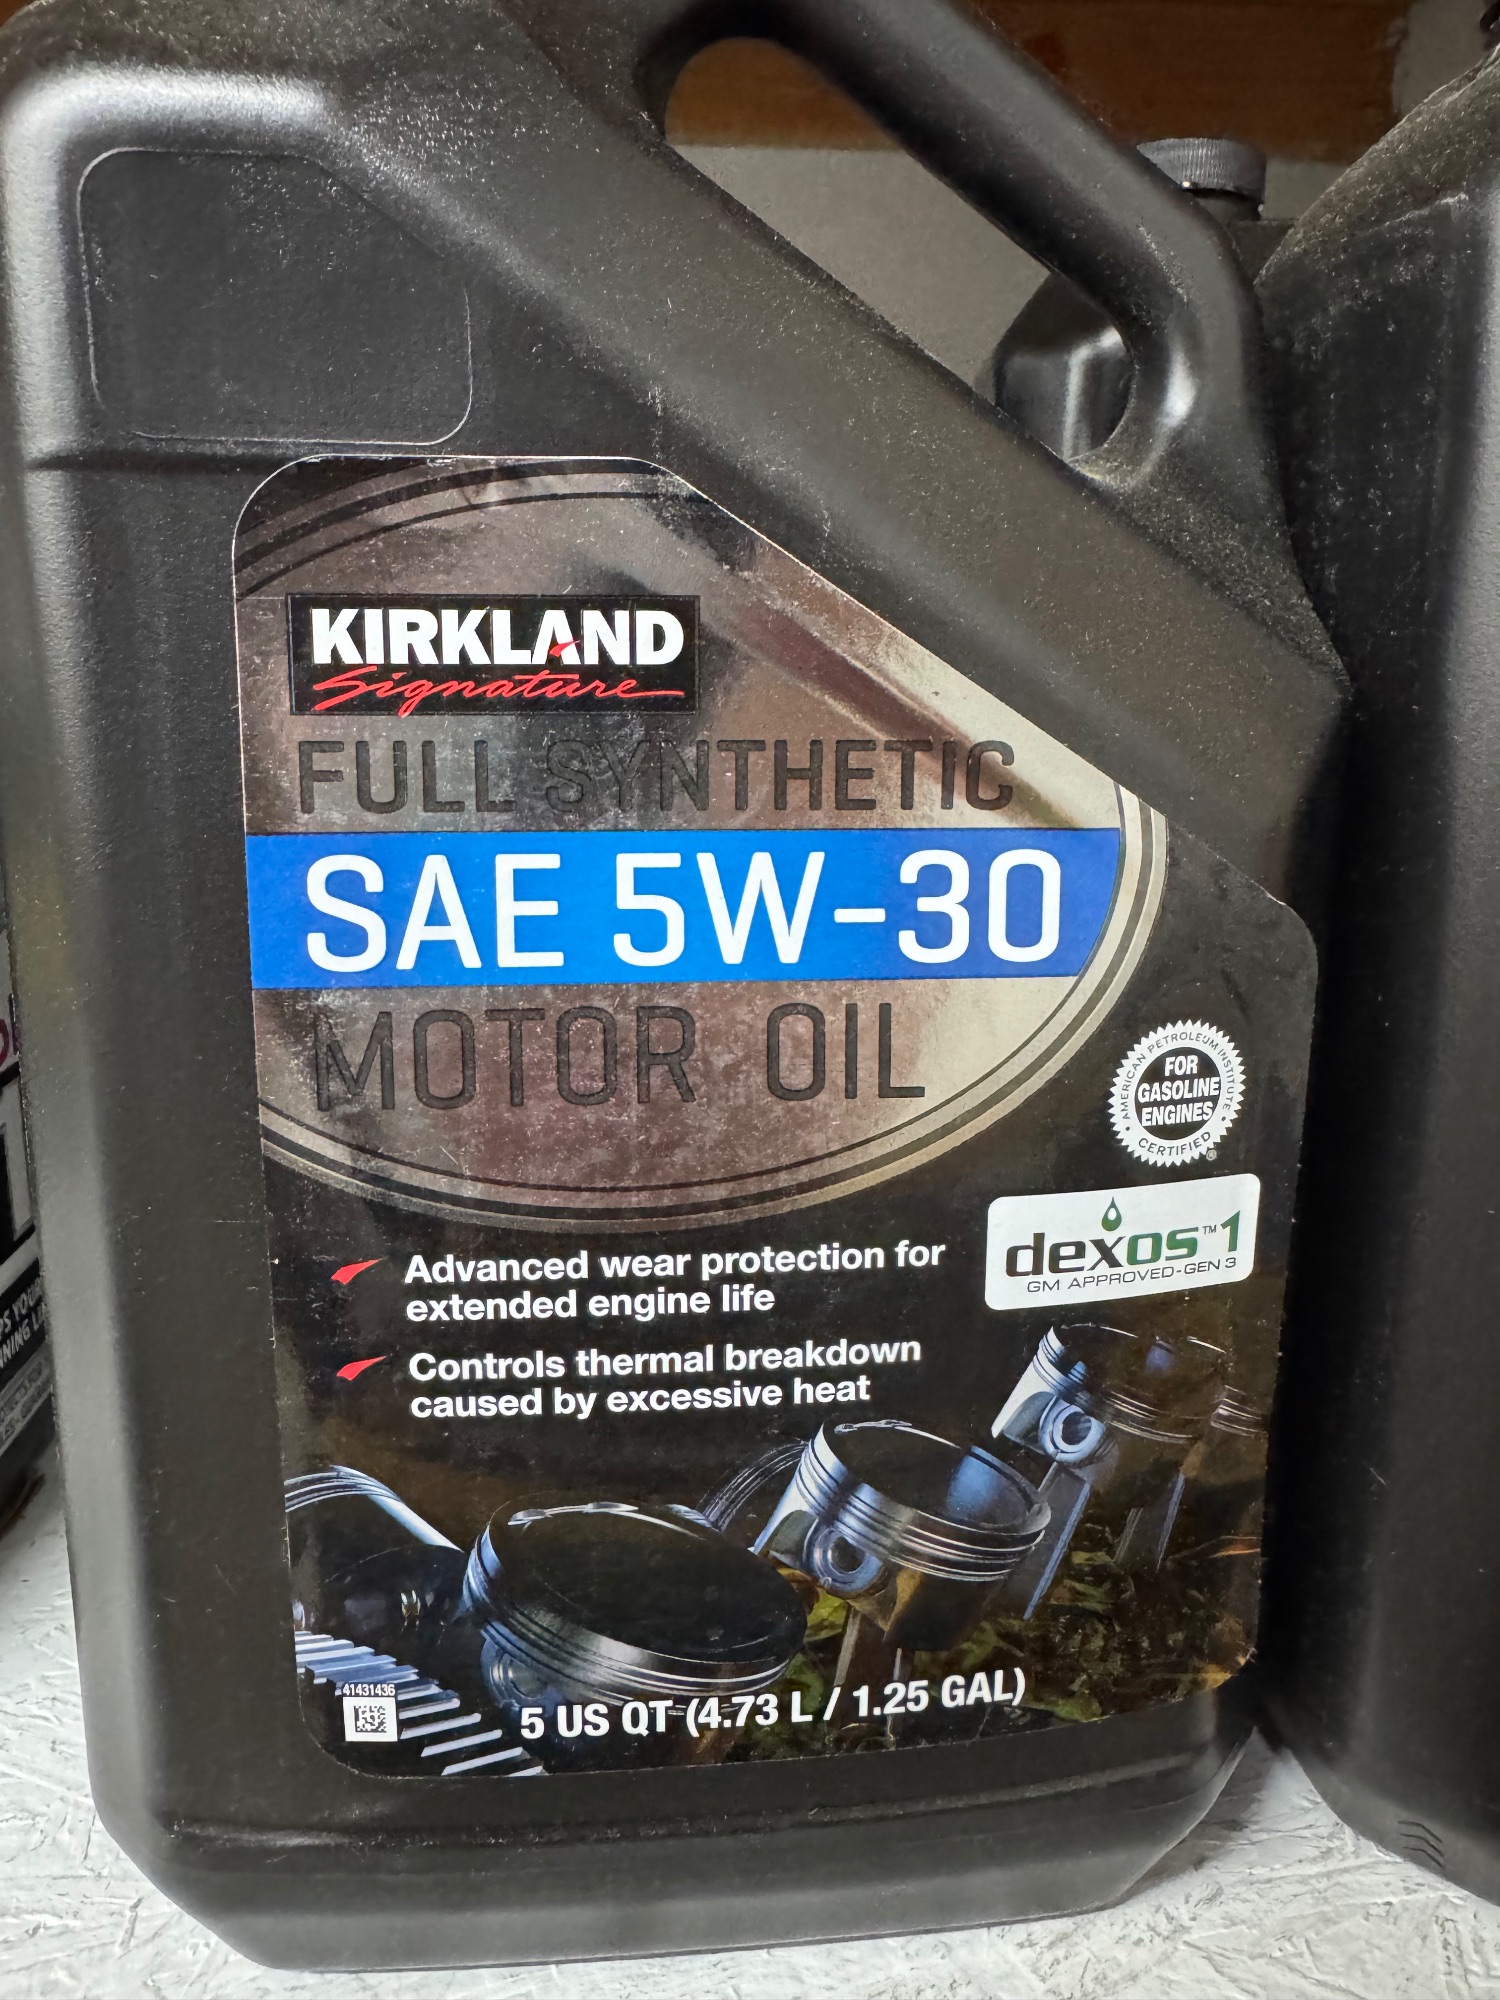 KIRKLAND
Signature
FULL SYNTHETIC
SAE 5W-30
MOTOR OIL
AMERICAN PETROLEUM INSTITUTE
FOR
GASOLINE
ENGINES
CERTIFIED
dexos™1
GM APPROVED-GEN 3
Advanced wear protection for
extended engine life
Controls thermal breakdown
caused by excessive heat
41431436
5 US QT (4.73 L / 1.25 GAL)